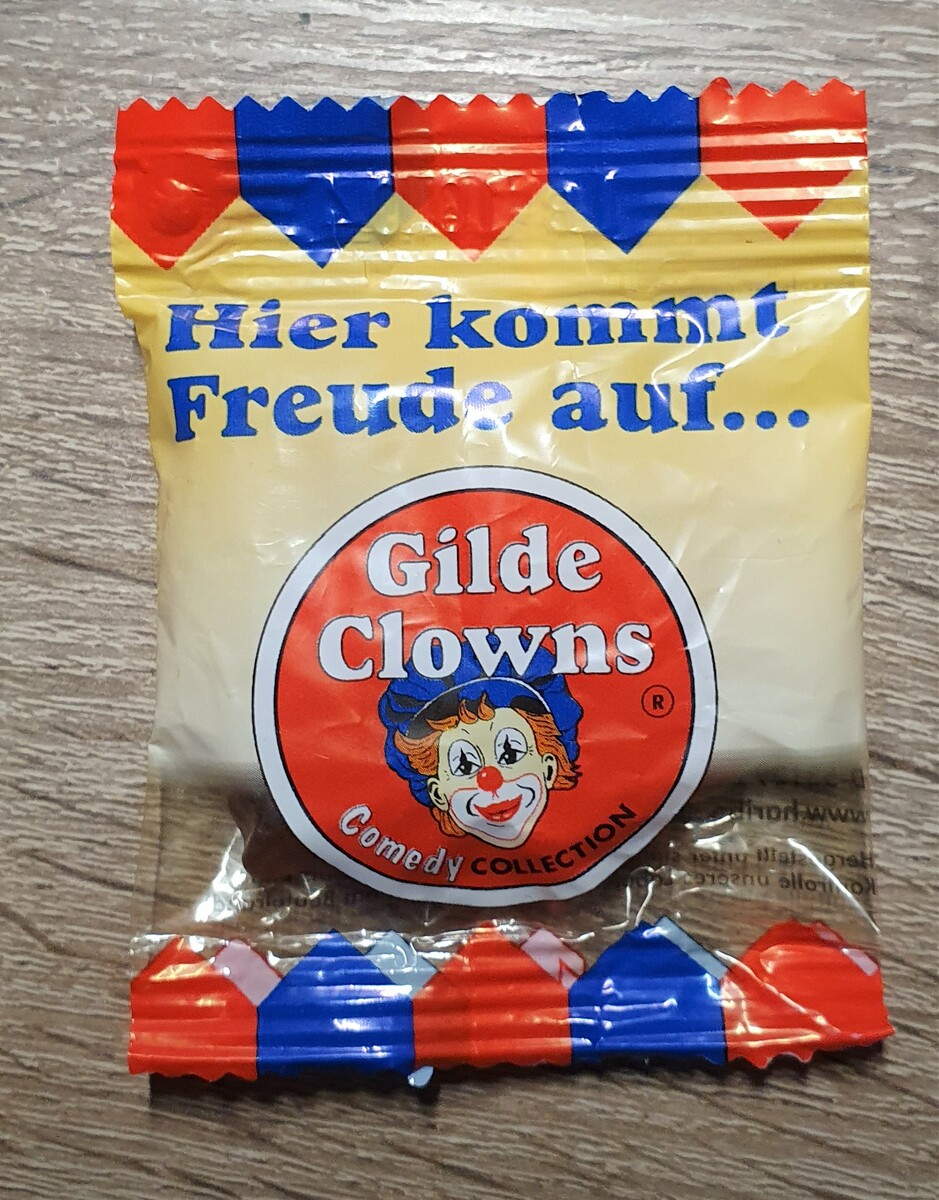 Hier kommt
Freude auf...
Gilde
Clowns
®
Comedy COLLECTION